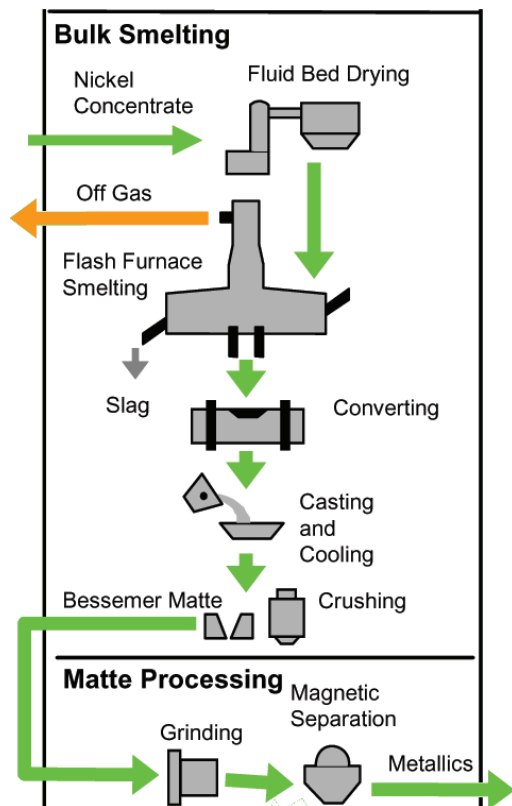 Bulk Smelting
Nickel
Concentrate
Fluid Bed Drying
Off Gas
Flash Furnace
Smelting
Slag
Converting
Casting
and
Cooling
Bessemer Matte
Crushing
Matte Processing
Magnetic
Separation
Grinding
Metallics